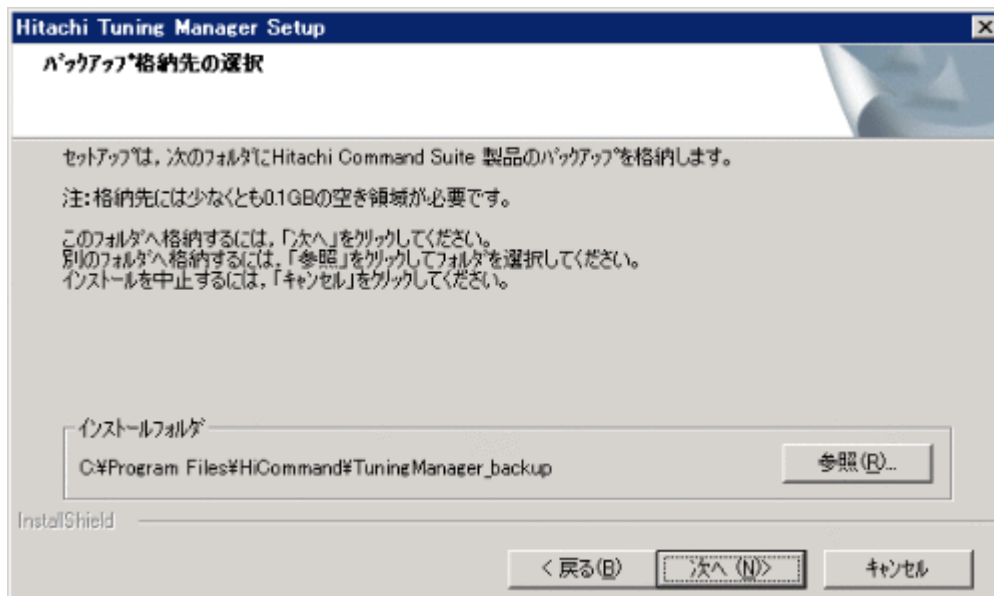 Hitachi Tuning Manager Setup
バックアップ格納先の選択
セットアップは，次のフォルダにHitachi Command Suite 製品のバックアップを格納します。
注：格納先には少なくとも0.1GBの空き領域が必要です。
このフォルダへ格納するには，「次へ」をクリックしてください。
別のフォルダへ格納するには，「参照」をクリックしてフォルダを選択してください。
インストールを中止するには，「キャンセル」をクリックしてください。
インストールフォルダ
C:¥Program Files¥HiCommand¥TuningManager_backup
参照(R)...
InstallShield
< 戻る(B)
次へ (N)>
キャンセル